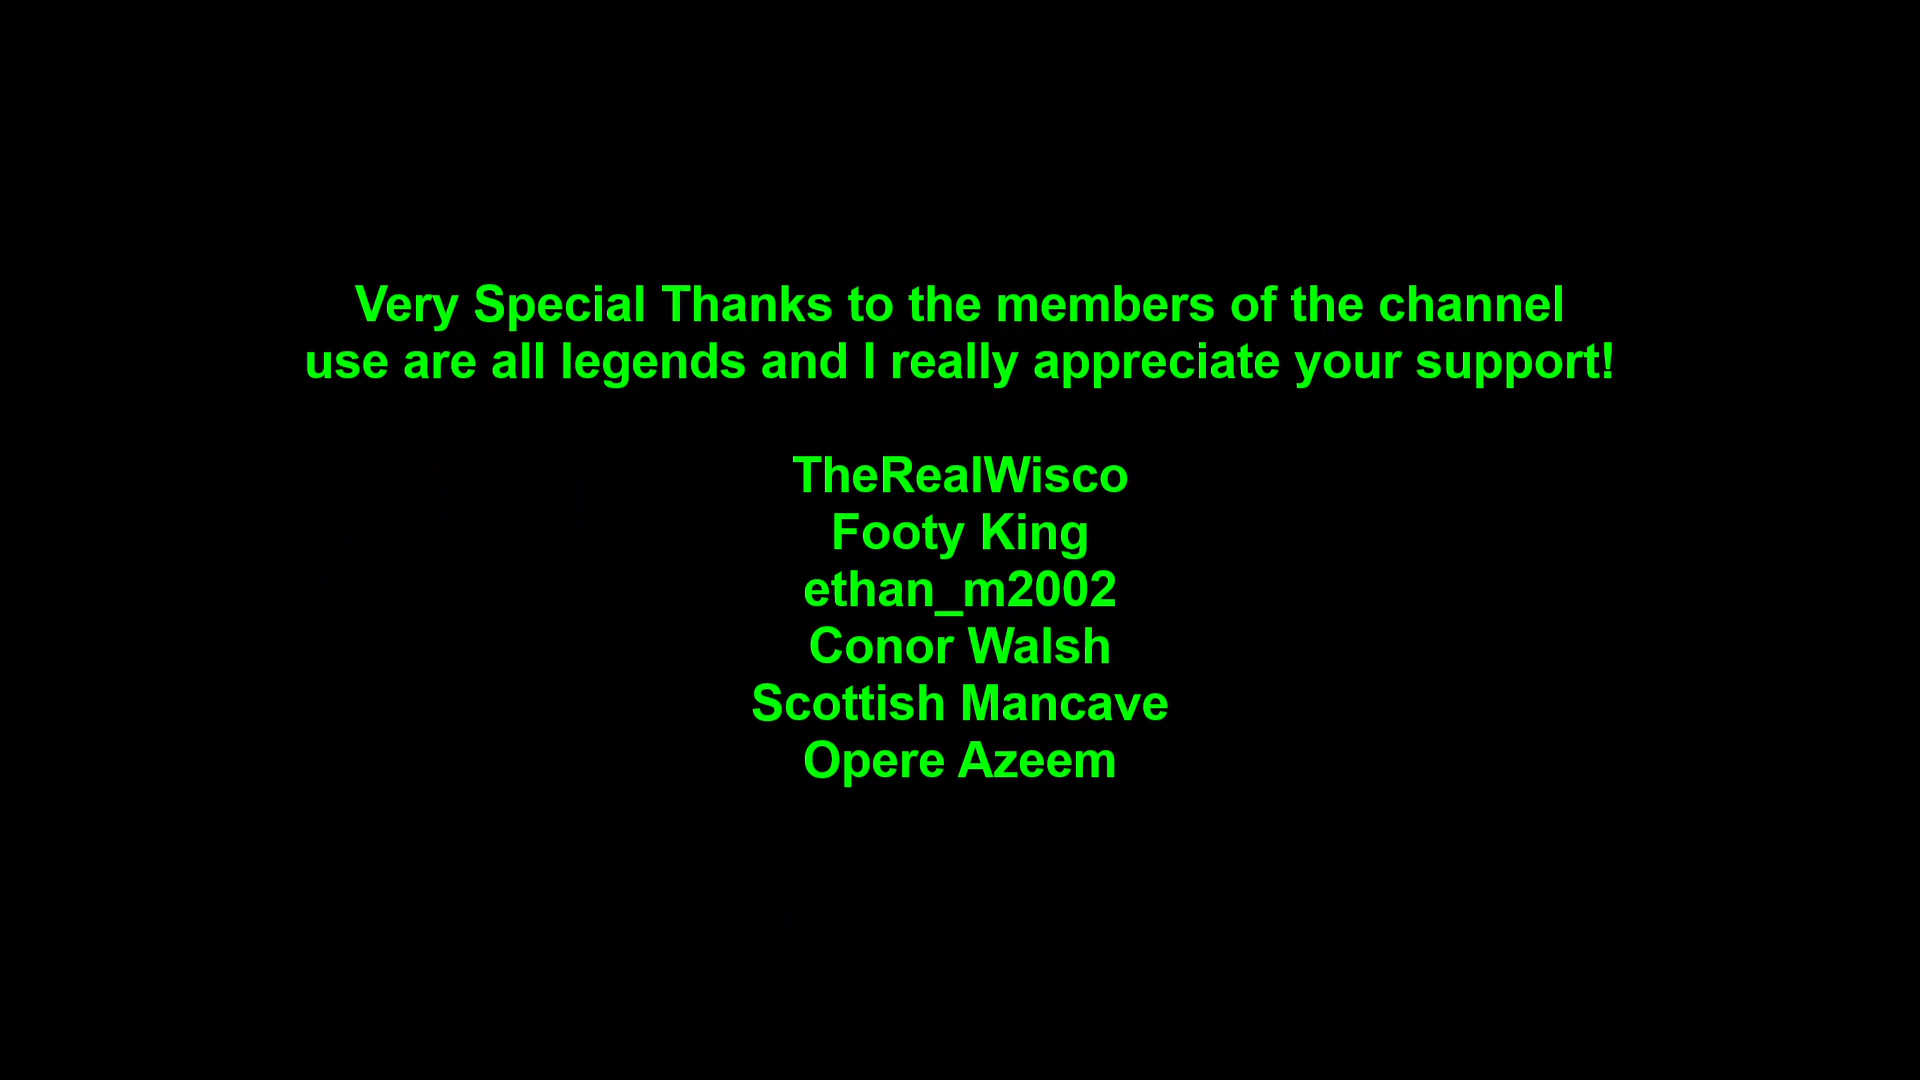 Very Special Thanks to the members of the channel
use are all legends and I really appreciate your support!
TheRealWisco
Footy King
ethan_m2002
Conor Walsh
Scottish Mancave
Opere Azeem